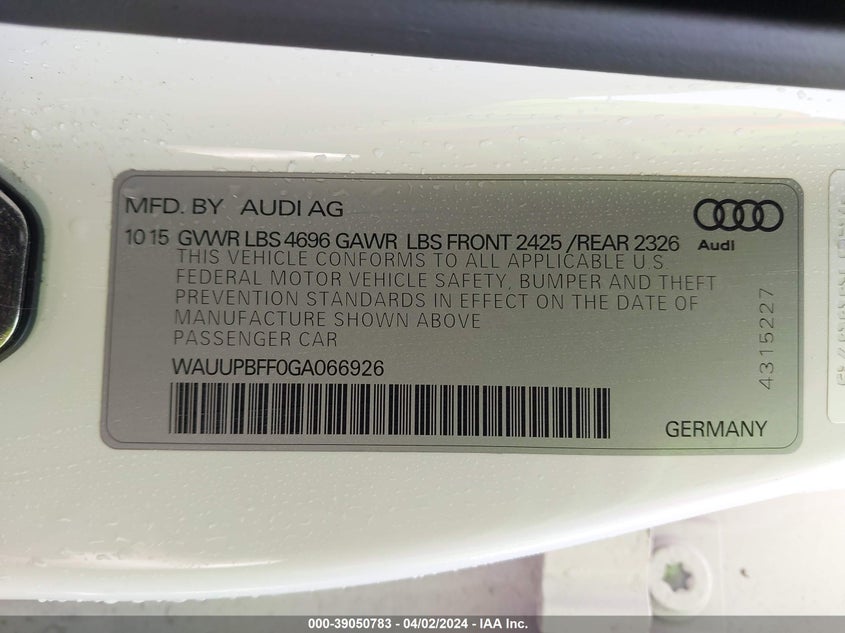 MFD. BY AUDI AG
Audi
10 15 GVWR LBS 4696 GAWR LBS FRONT 2425 /REAR 2326
THIS VEHICLE CONFORMS TO ALL APPLICABLE U.S.
FEDERAL MOTOR VEHICLE SAFETY, BUMPER AND THEFT
PREVENTION STANDARDS IN EFFECT ON THE DATE OF
MANUFACTURE SHOWN ABOVE
PASSENGER CAR
WAUUPBFF0GA066926
GERMANY
4315227
000-39050783 - 04/02/2024 - IAA Inc.